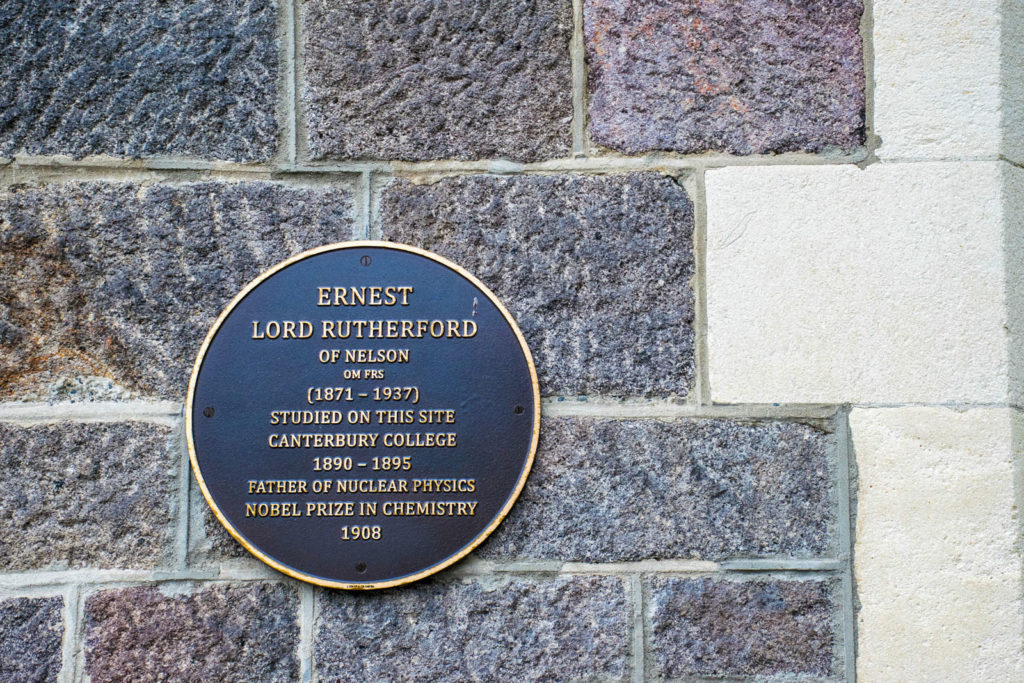 ERNEST
LORD RUTHERFORD
OF NELSON
OM FRS
(1871 – 1937)
STUDIED ON THIS SITE
CANTERBURY COLLEGE
1890 – 1895
FATHER OF NUCLEAR PHYSICS
NOBEL PRIZE IN CHEMISTRY
1908